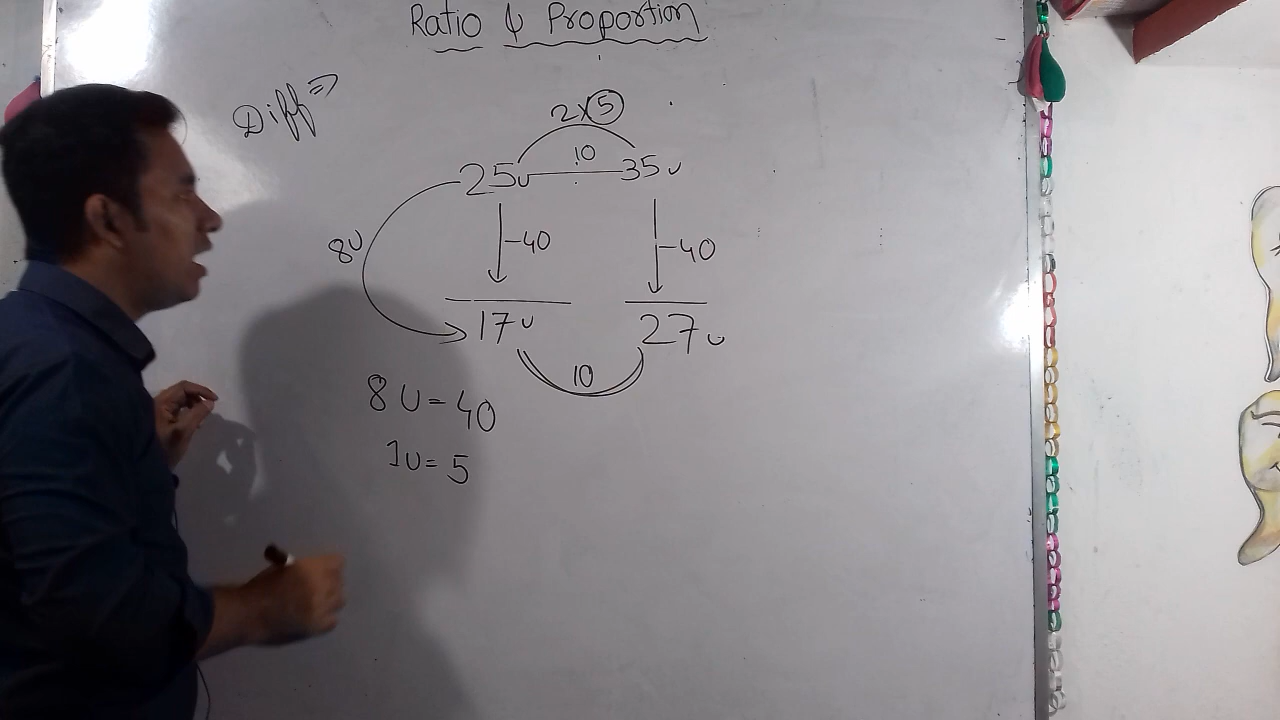 Ratio & Proportion
Diff ⇒
2×5
10
25u 35u
8u
-40 -40
17u 27u
10
8u=40
1u=5